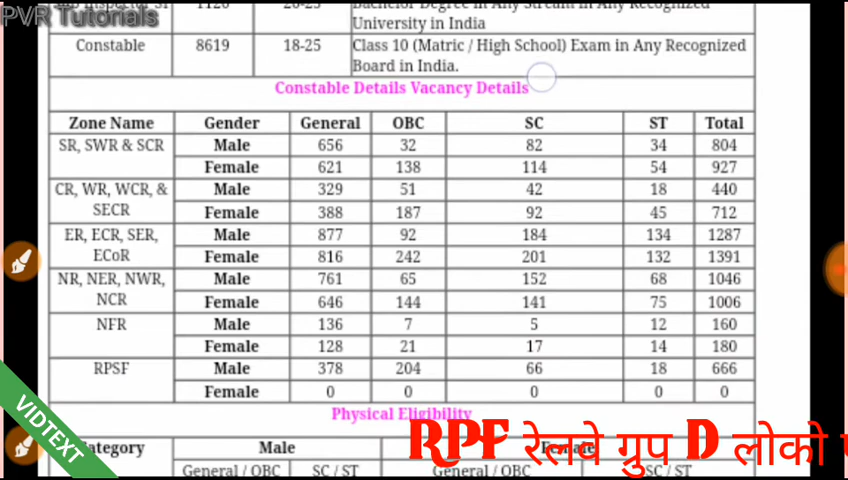 PVR Tutorials
University in India
Constable 8619 18-25 Class 10 (Matric / High School) Exam in Any Recognized
Board in India.
Constable Details Vacancy Details
Zone Name Gender General OBC SC ST Total
SR, SWR & SCR Male 656 32 82 34 804
Female 621 138 114 54 927
CR, WR, WCR, & Male 329 51 42 18 440
SECR Female 388 187 92 45 712
ER, ECR, SER, Male 877 92 184 134 1287
ECoR Female 816 242 201 132 1391
NR, NER, NWR, Male 761 65 152 68 1046
NCR Female 646 144 141 75 1006
NFR Male 136 7 5 12 160
Female 128 21 17 14 180
RPSF Male 378 204 66 18 666
Female 0 0 0 0 0
Physical Eligibility
Category Male Female
General / OBC SC / ST General / OBC SC / ST
RPF रेलवे ग्रुप D लोको
VIDTEXT